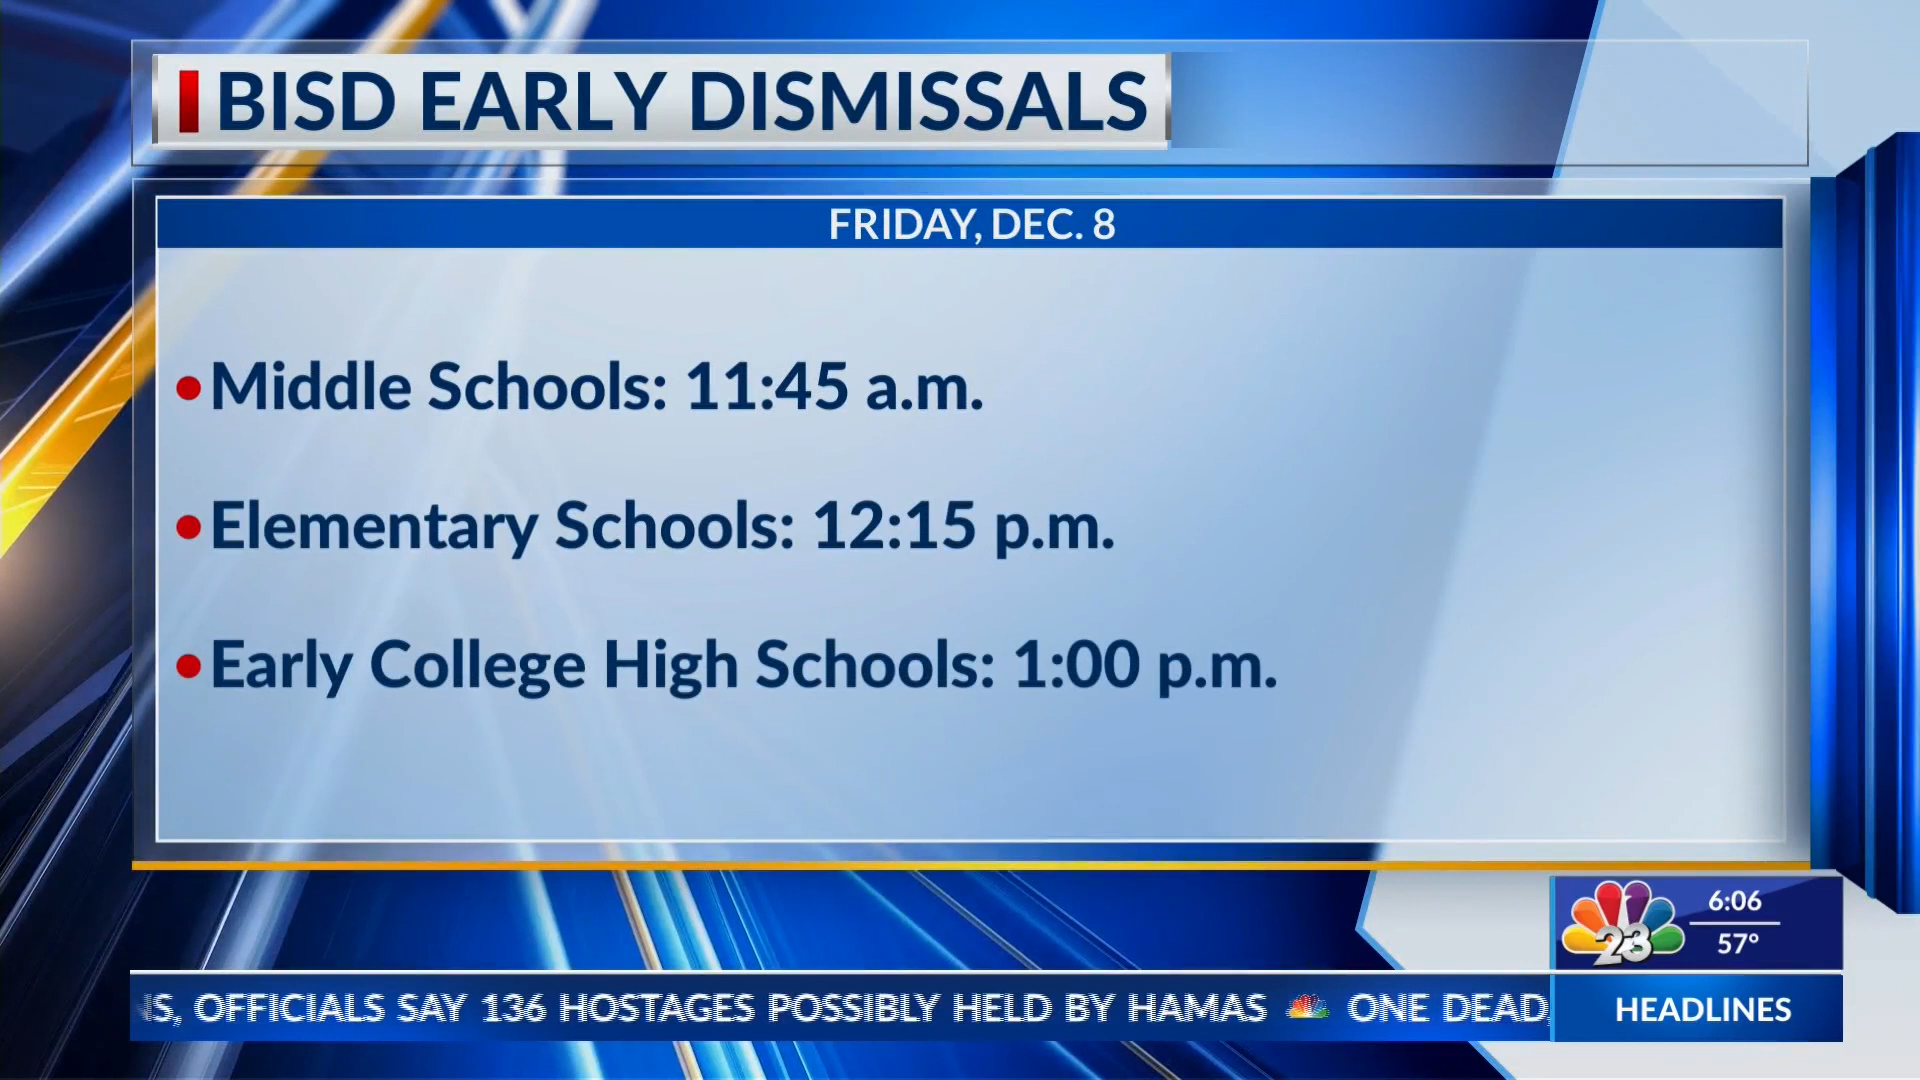 BISD EARLY DISMISSALS
FRIDAY, DEC. 8
•Middle Schools: 11:45 a.m.
•Elementary Schools: 12:15 p.m.
•Early College High Schools: 1:00 p.m.
23
6:06
57°
OFFICIALS SAY 136 HOSTAGES POSSIBLY HELD BY HAMAS ONE DEAD,
HEADLINES